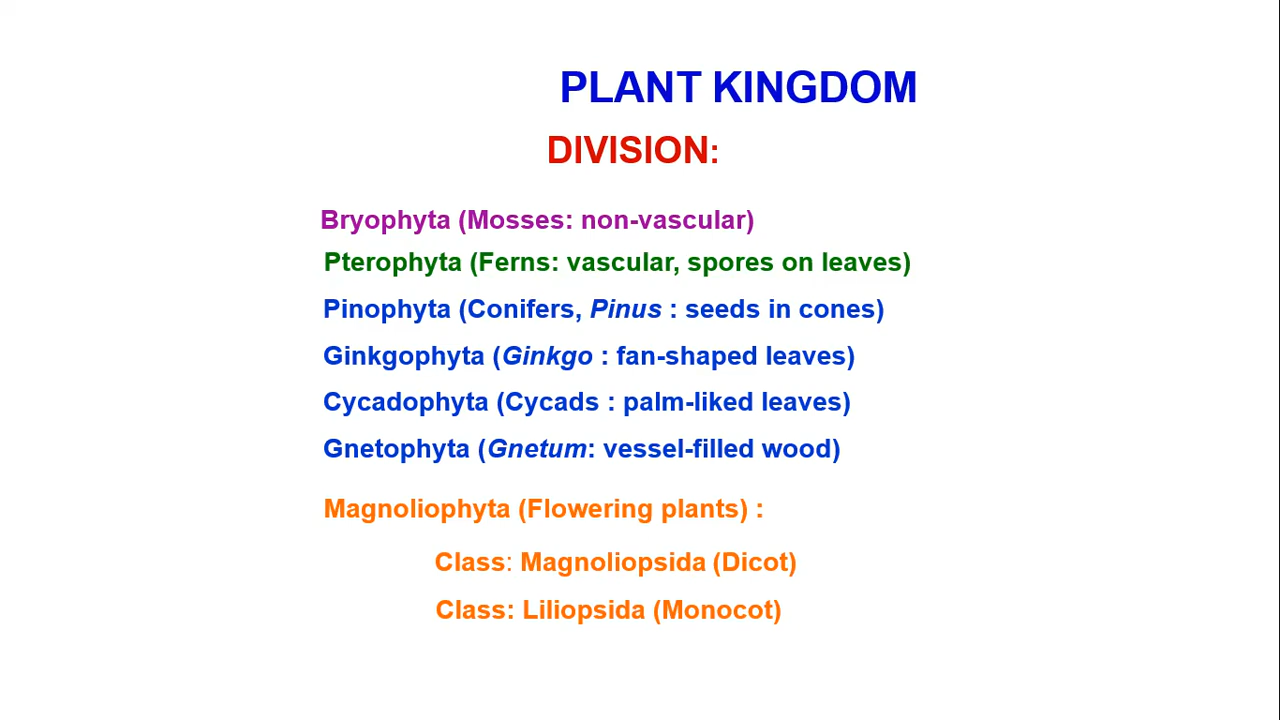 PLANT KINGDOM
DIVISION:
Bryophyta (Mosses: non-vascular)
Pterophyta (Ferns: vascular, spores on leaves)
Pinophyta (Conifers, Pinus : seeds in cones)
Ginkgophyta (Ginkgo : fan-shaped leaves)
Cycadophyta (Cycads : palm-liked leaves)
Gnetophyta (Gnetum: vessel-filled wood)
Magnoliophyta (Flowering plants) :
Class: Magnoliopsida (Dicot)
Class: Liliopsida (Monocot)